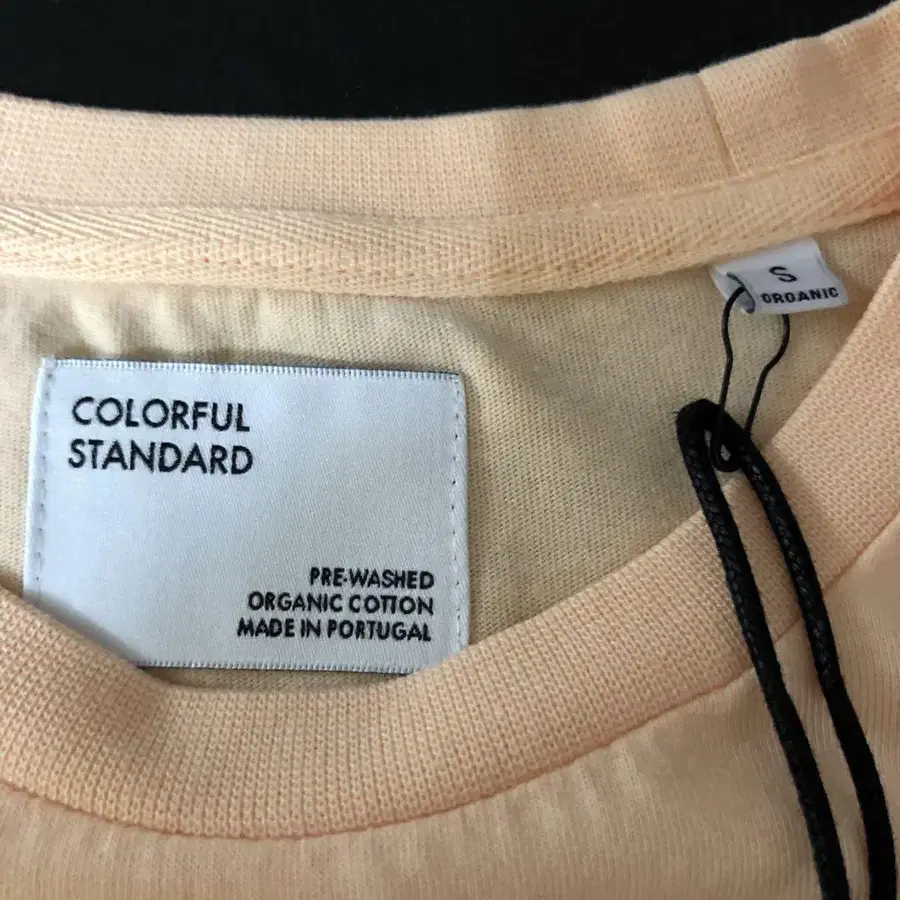 COLORFUL
STANDARD
PRE-WASHED
ORGANIC COTTON
MADE IN PORTUGAL
S
ORGANIC